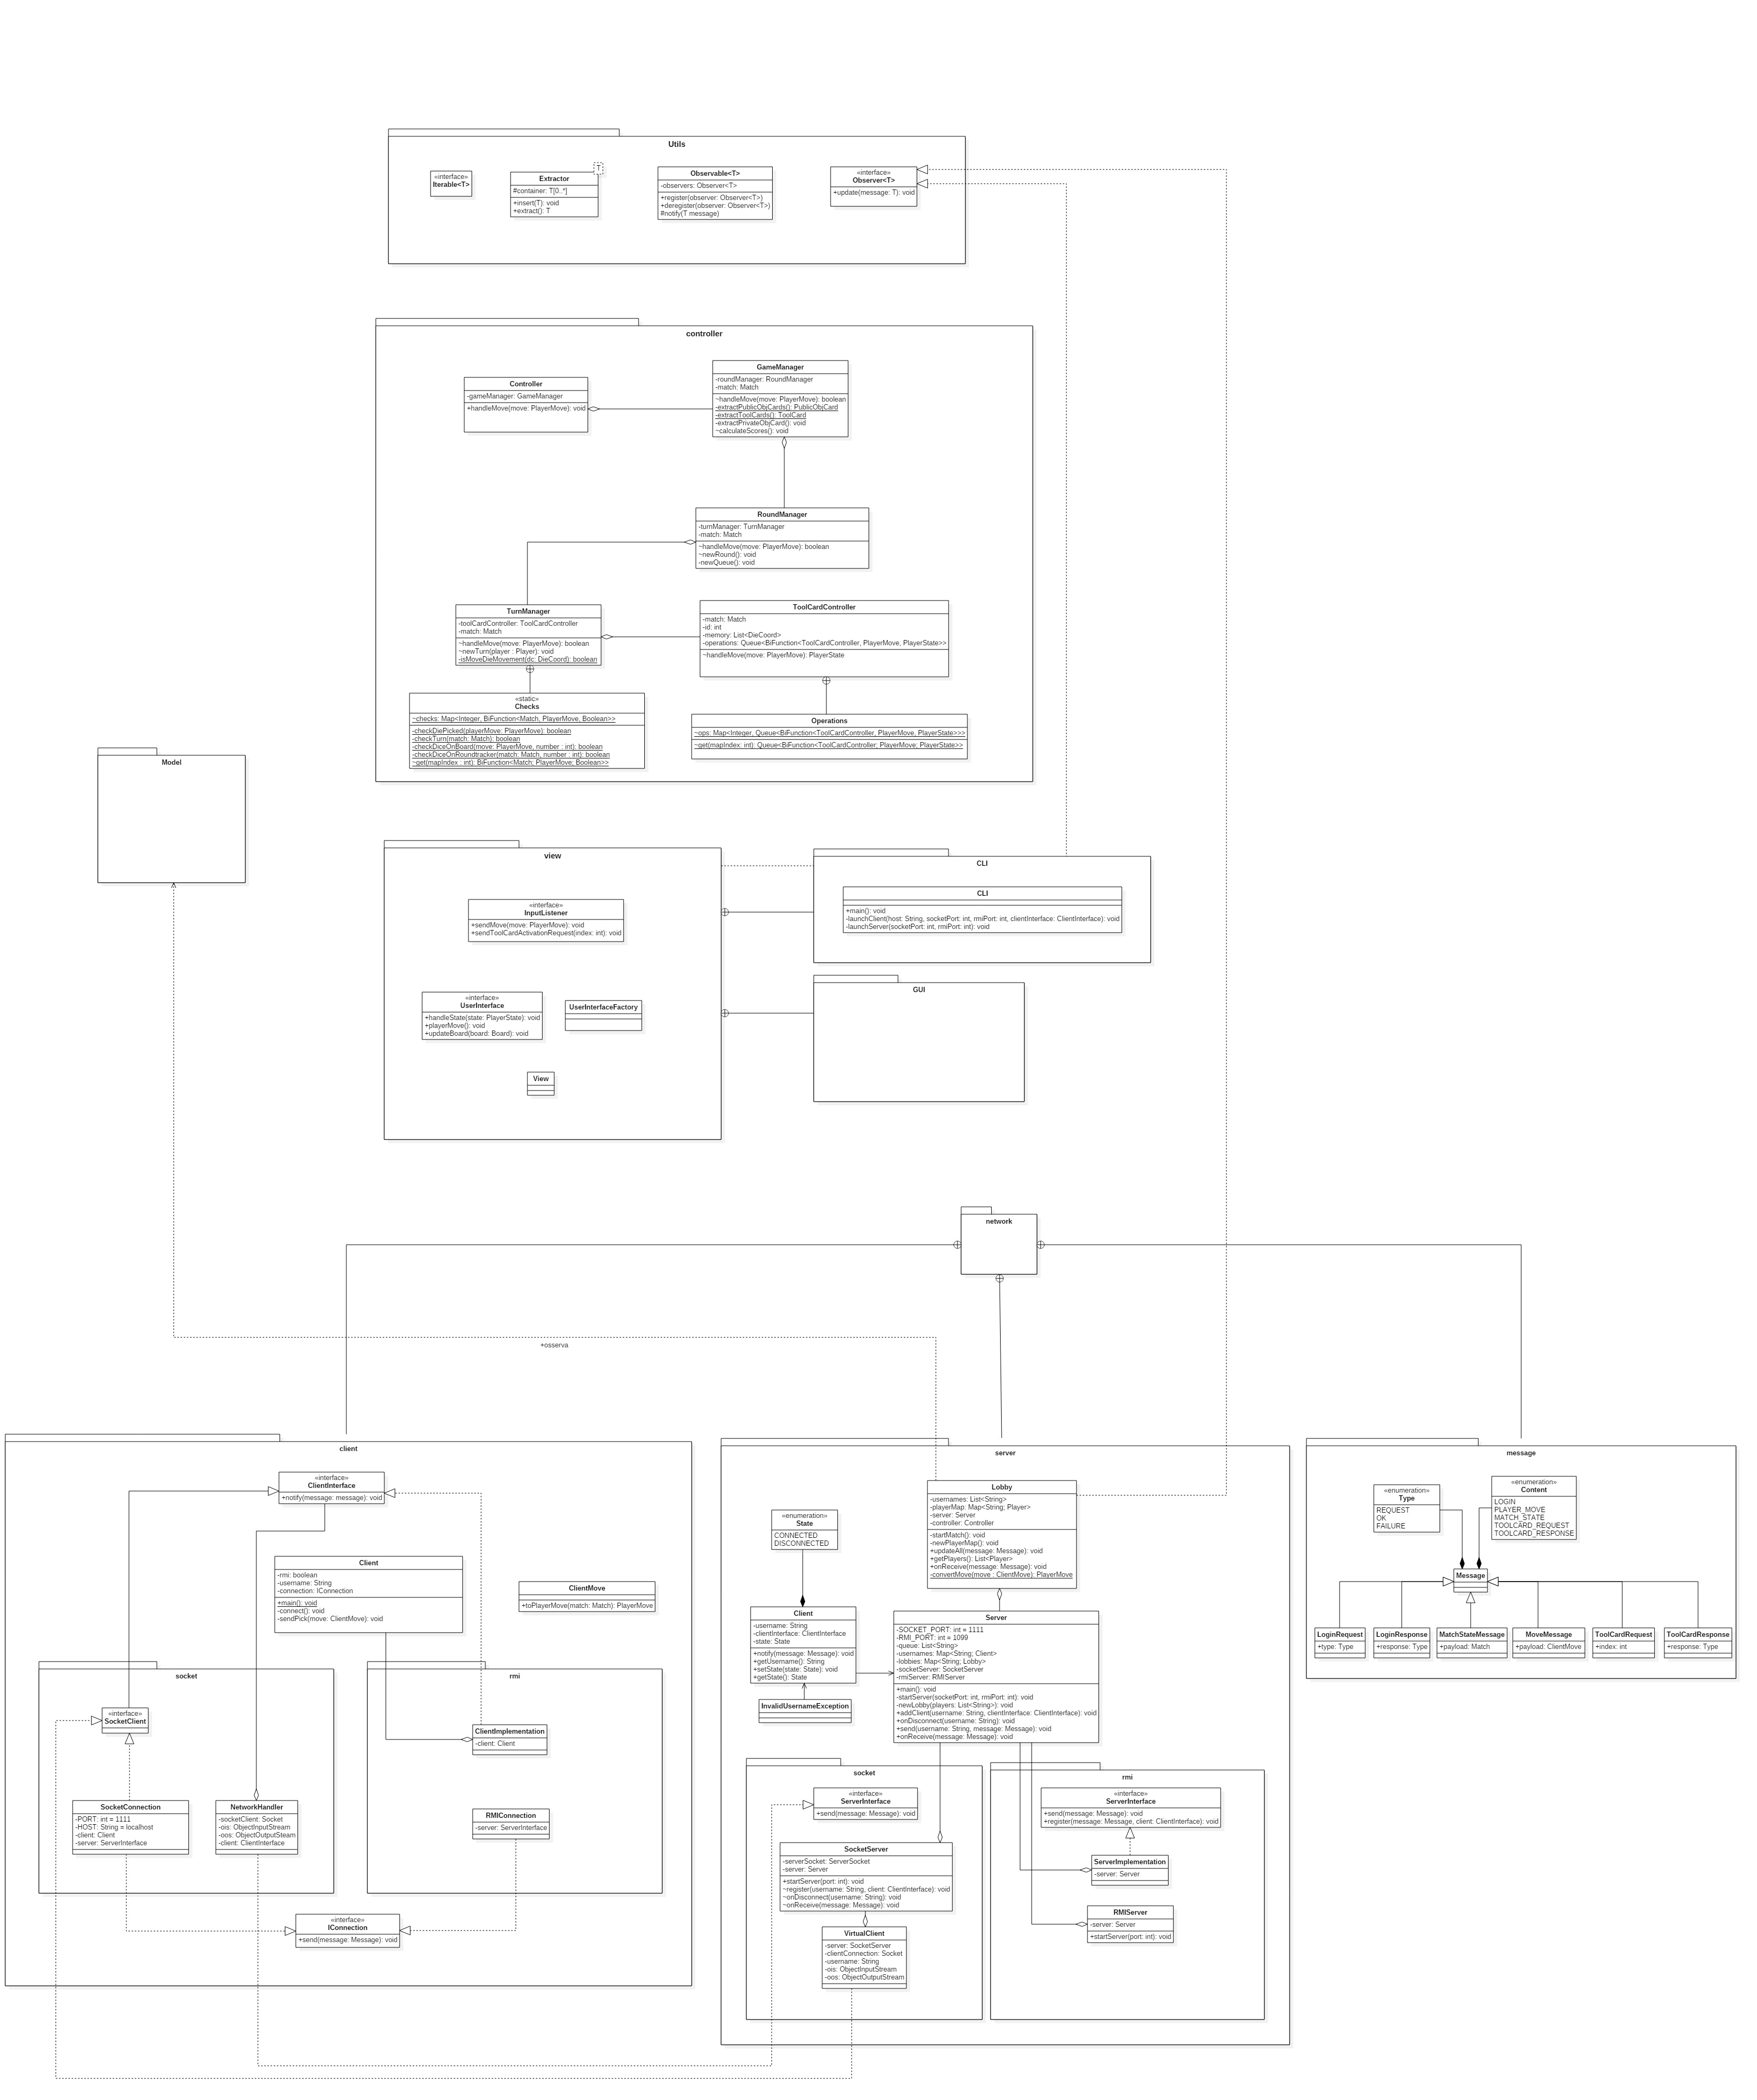 Utils
«interface»
Iterable<T>
T
Extractor
#container: T[0..*]
+insert(T): void
+extract(): T
Observable<T>
-observers: Observer<T>
+register(observer: Observer<T>)
+deregister(observer: Observer<T>)
#notify(T message)
«interface»
Observer<T>
+update(message: T): void
controller
Controller
-gameManager: GameManager
+handleMove(move: PlayerMove): void
GameManager
-roundManager: RoundManager
-match: Match
~handleMove(move: PlayerMove): boolean
-extractPublicObjCards(): PublicObjCard
-extractToolCards(): ToolCard
-extractPrivateObjCard(): void
~calculateScores(): void
RoundManager
-turnManager: TurnManager
-match: Match
~handleMove(move: PlayerMove): boolean
~newRound(): void
-newQueue(): void
TurnManager
-toolCardController: ToolCardController
-match: Match
~handleMove(move: PlayerMove): boolean
~newTurn(player : Player): void
-isMoveDieMovement(dc: DieCoord): boolean
ToolCardController
-match: Match
-id: int
-memory: List<DieCoord>
-operations: Queue<BiFunction<ToolCardController, PlayerMove, PlayerState>>
~handleMove(move: PlayerMove): PlayerState
«static»
Checks
~checks: Map<Integer, BiFunction<Match, PlayerMove, Boolean>>
-checkDiePicked(playerMove: PlayerMove): boolean
-checkTurn(match: Match): boolean
-checkDiceOnBoard(move: PlayerMove, number : int): boolean
-checkDiceOnRoundtracker(match: Match, number : int): boolean
~get(mapIndex : int): BiFunction<Match; PlayerMove; Boolean>>
Operations
~ops: Map<Integer, Queue<BiFunction<ToolCardController, PlayerMove, PlayerState>>>
~get(mapIndex: int): Queue<BiFunction<ToolCardController; PlayerMove; PlayerState>>
Model
view
«interface»
InputListener
+sendMove(move: PlayerMove): void
+sendToolCardActivationRequest(index: int): void
«interface»
UserInterface
+handleState(state: PlayerState): void
+playerMove(): void
+updateBoard(board: Board): void
UserInterfaceFactory
View
CLI
CLI
+main(): void
-launchClient(host: String, socketPort: int, rmiPort: int, clientInterface: ClientInterface): void
-launchServer(socketPort: int, rmiPort: int): void
GUI
network
+osserva
client
«interface»
ClientInterface
+notify(message: message): void
Client
-rmi: boolean
-username: String
-connection: IConnection
+main(): void
-connect(): void
-sendPick(move: ClientMove): void
ClientMove
+toPlayerMove(match: Match): PlayerMove
socket
«interface»
SocketClient
SocketConnection
-PORT: int = 1111
-HOST: String = localhost
-client: Client
-server: ServerInterface
NetworkHandler
-socketClient: Socket
-ois: ObjectInputStream
-oos: ObjectOutputSteam
-client: ClientInterface
rmi
ClientImplementation
-client: Client
RMIConnection
-server: ServerInterface
«interface»
IConnection
+send(message: Message): void
server
Lobby
-usernames: List<String>
-playerMap: Map<String; Player>
-server: Server
-controller: Controller
-startMatch(): void
-newPlayerMap(): void
+updateAll(message: Message): void
+getPlayers(): List<Player>
+onReceive(message: Message): void
-convertMove(move : ClientMove): PlayerMove
«enumeration»
State
CONNECTED
DISCONNECTED
Client
-username: String
-clientInterface: ClientInterface
-state: State
+notify(message: Message): void
+getUsername(): String
+setState(state: State): void
+getState(): State
InvalidUsernameException
Server
-SOCKET_PORT: int = 1111
-RMI_PORT: int = 1099
-queue: List<String>
-usernames: Map<String; Client>
-lobbies: Map<String; Lobby>
-socketServer: SocketServer
-rmiServer: RMIServer
+main(): void
-startServer(socketPort: int, rmiPort: int): void
-newLobby(players: List<String>): void
+addClient(username: String, clientInterface: ClientInterface): void
+onDisconnect(username: String): void
+send(username: String, message: Message): void
+onReceive(message: Message): void
socket
«interface»
ServerInterface
+send(message: Message): void
SocketServer
-serverSocket: ServerSocket
-server: Server
+startServer(port: int): void
~register(username: String, client: ClientInterface): void
~onDisconnect(username: String): void
~onReceive(message: Message): void
VirtualClient
-server: SocketServer
-clientConnection: Socket
-username: String
-ois: ObjectInputStream
-oos: ObjectOutputStream
rmi
«interface»
ServerInterface
+send(message: Message): void
+register(message: Message, client: ClientInterface): void
ServerImplementation
-server: Server
RMIServer
-server: Server
+startServer(port: int): void
message
«enumeration»
Type
REQUEST
OK
FAILURE
«enumeration»
Content
LOGIN
PLAYER_MOVE
MATCH_STATE
TOOLCARD_REQUEST
TOOLCARD_RESPONSE
Message
LoginRequest
+type: Type
LoginResponse
+response: Type
MatchStateMessage
+payload: Match
MoveMessage
+payload: ClientMove
ToolCardRequest
+index: int
ToolCardResponse
+response: Type